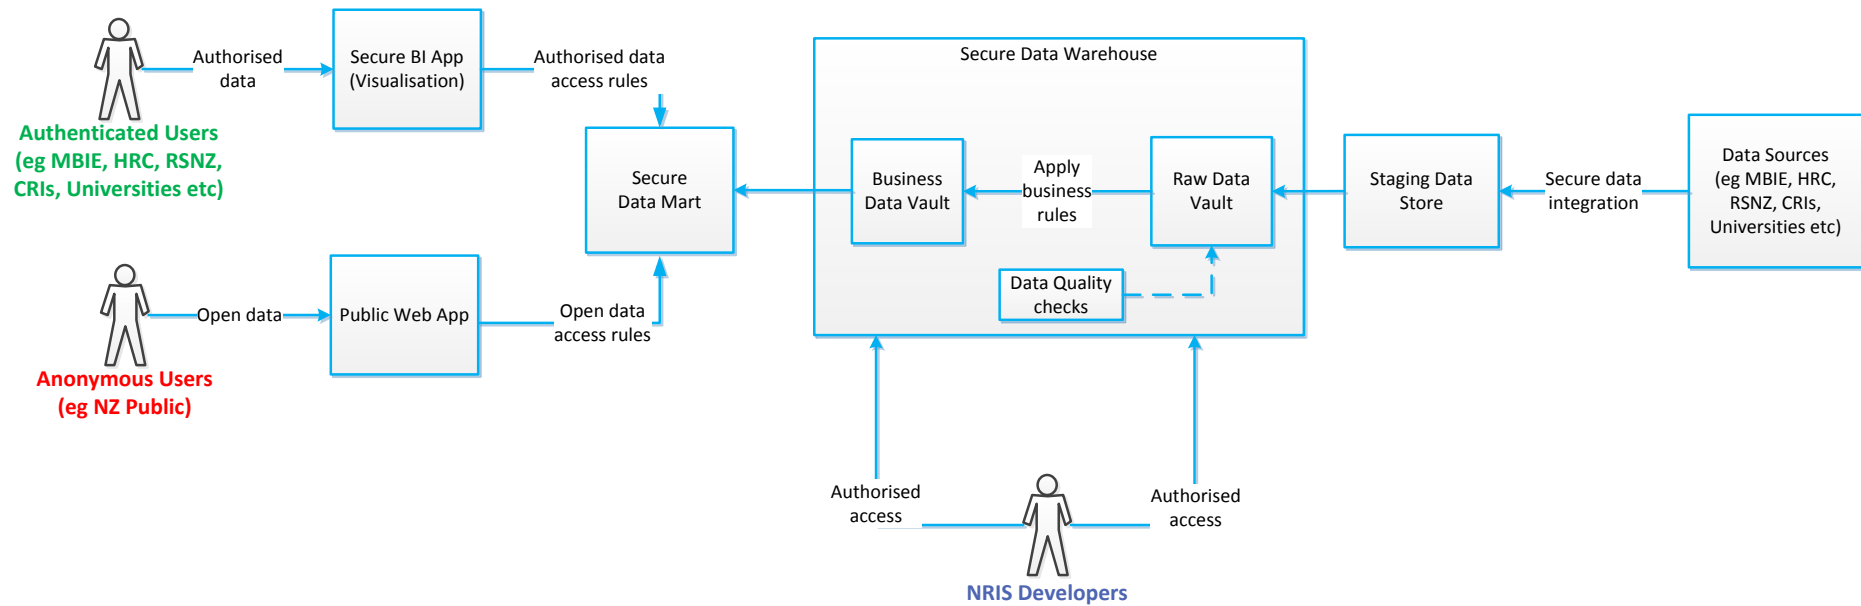 Authorised
data
Secure BI App
(Visualisation)
Authorised data
access rules
Authenticated Users
(eg MBIE, HRC, RSNZ,
CRIs, Universities etc)
Open data
Public Web App
Open data
access rules
Anonymous Users
(eg NZ Public)
Secure
Data Mart
Secure Data Warehouse
Business
Data Vault
Apply
business
rules
Raw Data
Vault
Data Quality
checks
Staging Data
Store
Secure data
integration
Data Sources
(eg MBIE, HRC,
RSNZ, CRIs,
Universities etc)
Authorised
access
Authorised
access
NRIS Developers